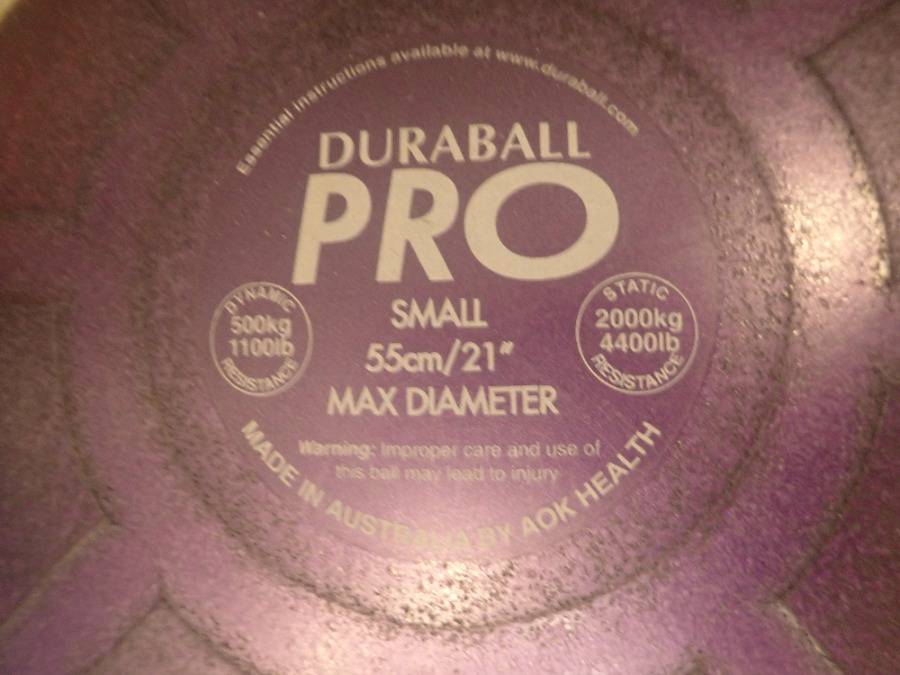 Essential instructions available at www.duraball.com
DURABALL
PRO
DYNAMIC
500kg
1100lb
RESISTANCE
STATIC
2000kg
4400lb
RESISTANCE
SMALL
55cm/21"
MAX DIAMETER
Warning: Improper care and use of
this ball may lead to injury
MADE IN AUSTRALIA BY AOK HEALTH